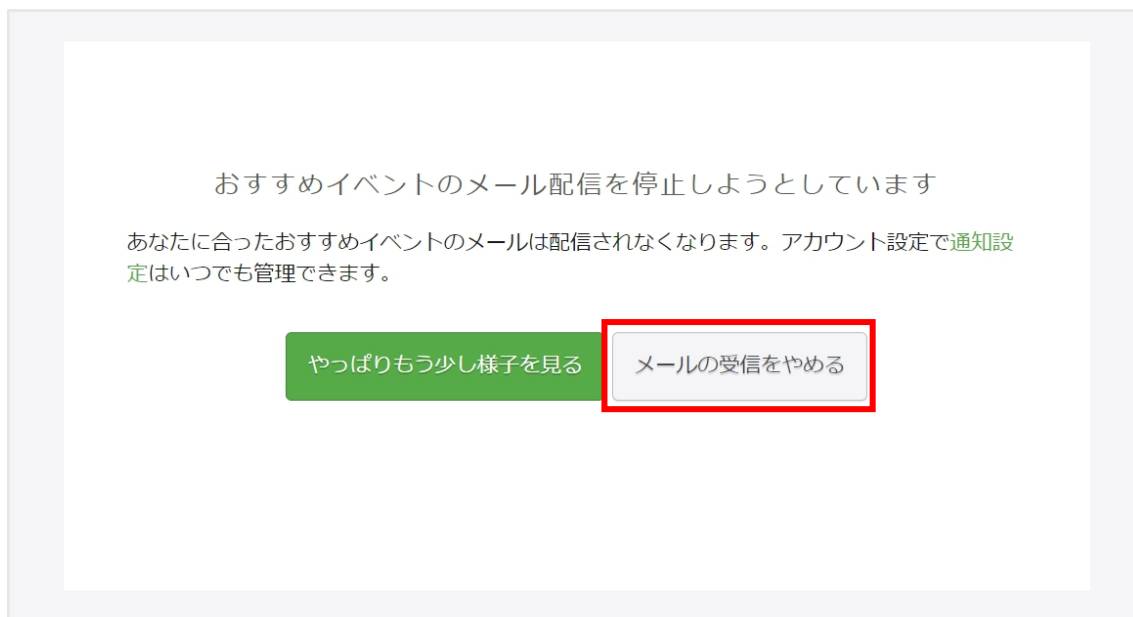 おすすめイベントのメール配信を停止しようとしています
あなたに合ったおすすめイベントのメールは配信されなくなります。アカウント設定で通知設
定はいつでも管理できます。
やっぱりもう少し様子を見る メールの受信をやめる